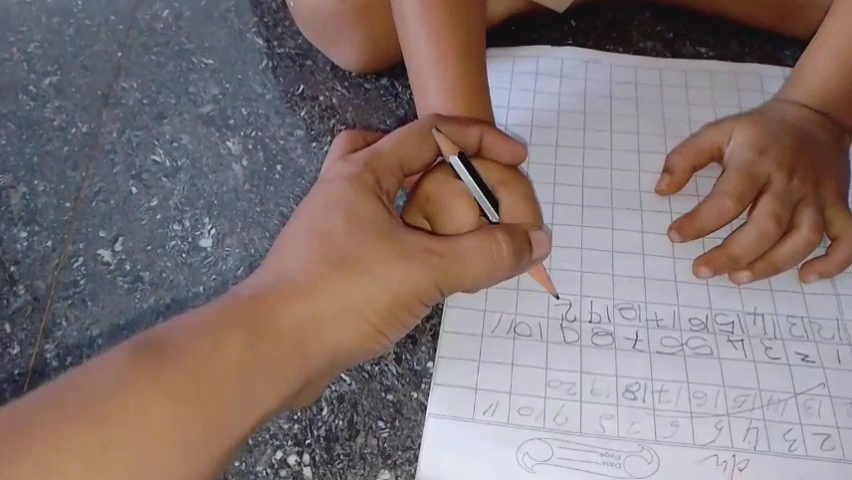 Date
Page
2 3 4 5 6 7 8 9 10 11
13 14 15 16 17 18 19 20
1 2 3 4 5 6 7 8 9 10 11
12 13 14 15 16 17 18 19 2